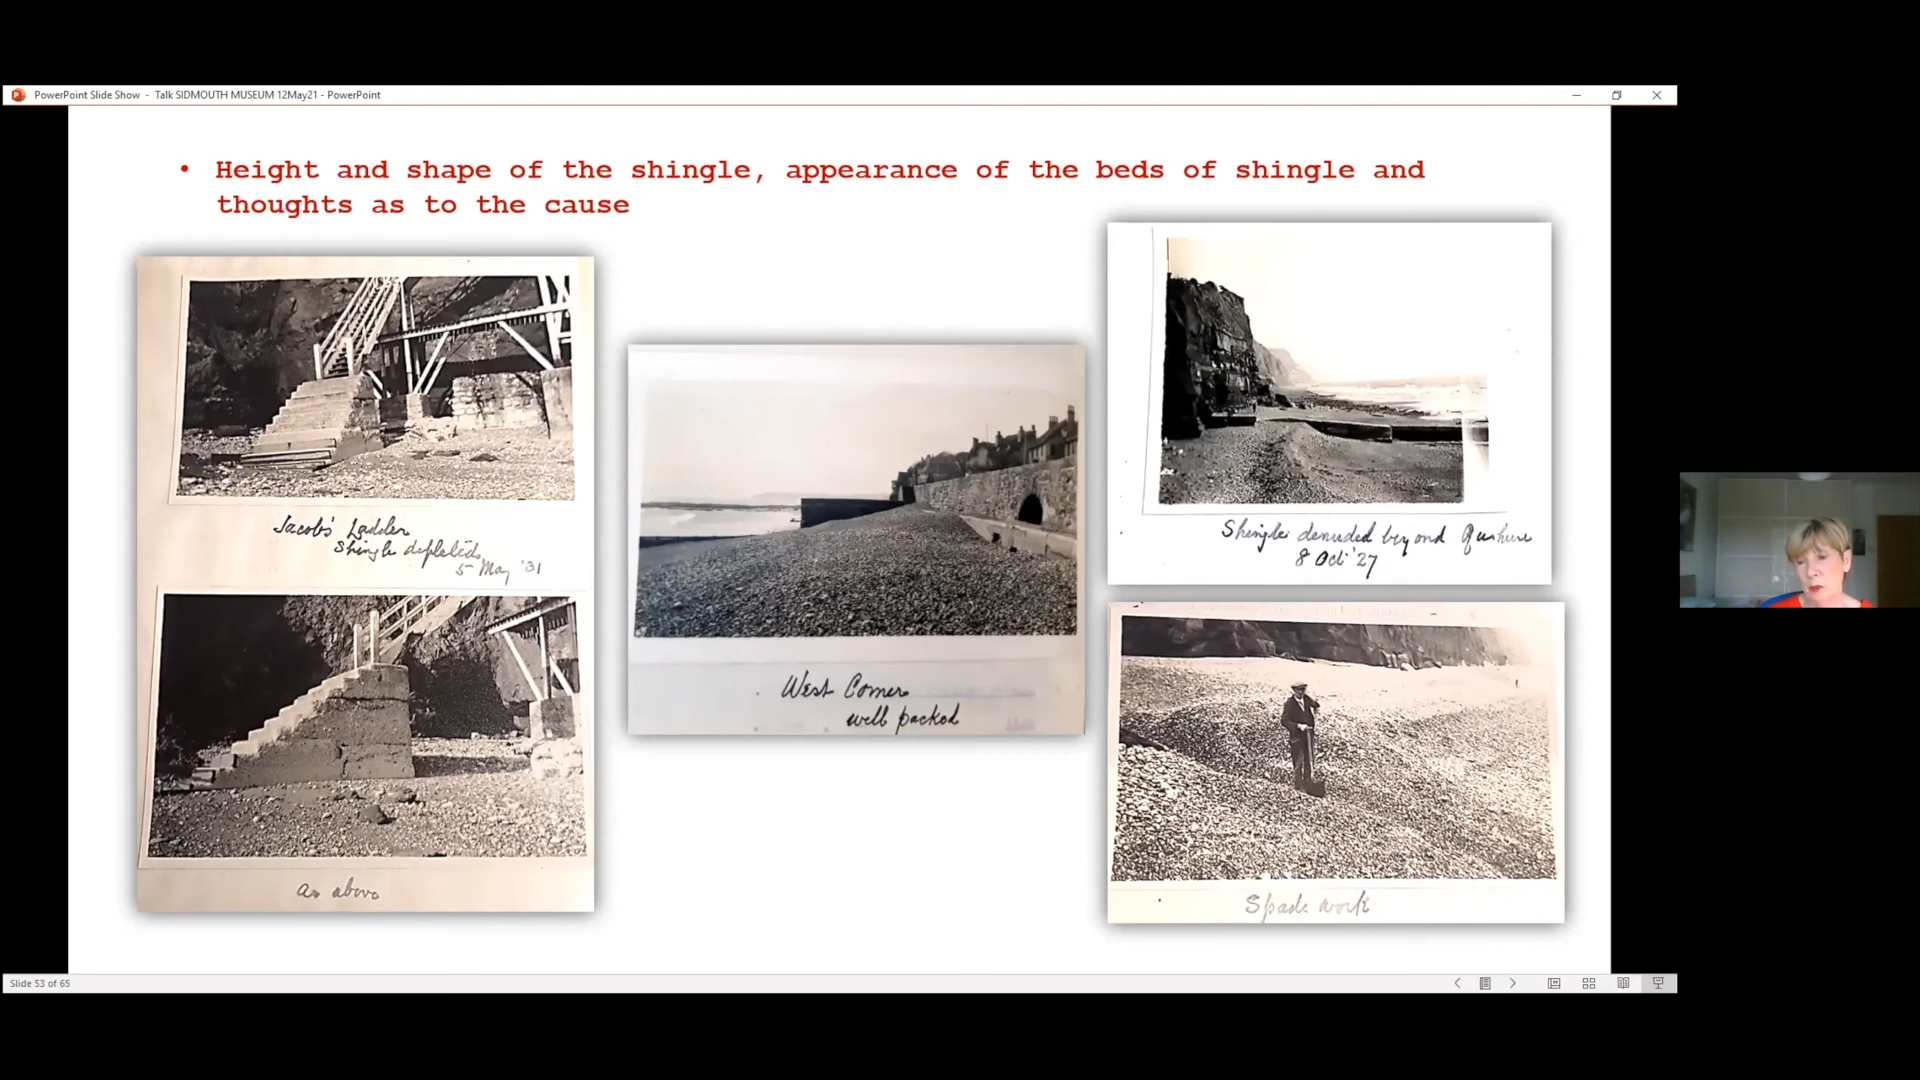 PowerPoint Slide Show - Talk SIDMOUTH MUSEUM 12May21 - PowerPoint
• Height and shape of the shingle, appearance of the beds of shingle and
thoughts as to the cause
Jacob's Ladder
Shingle depleted
5 May '31
as above
West Corner
well packed
Shingle denuded beyond
8 Oct '27
Spade work
Slide 53 of 65